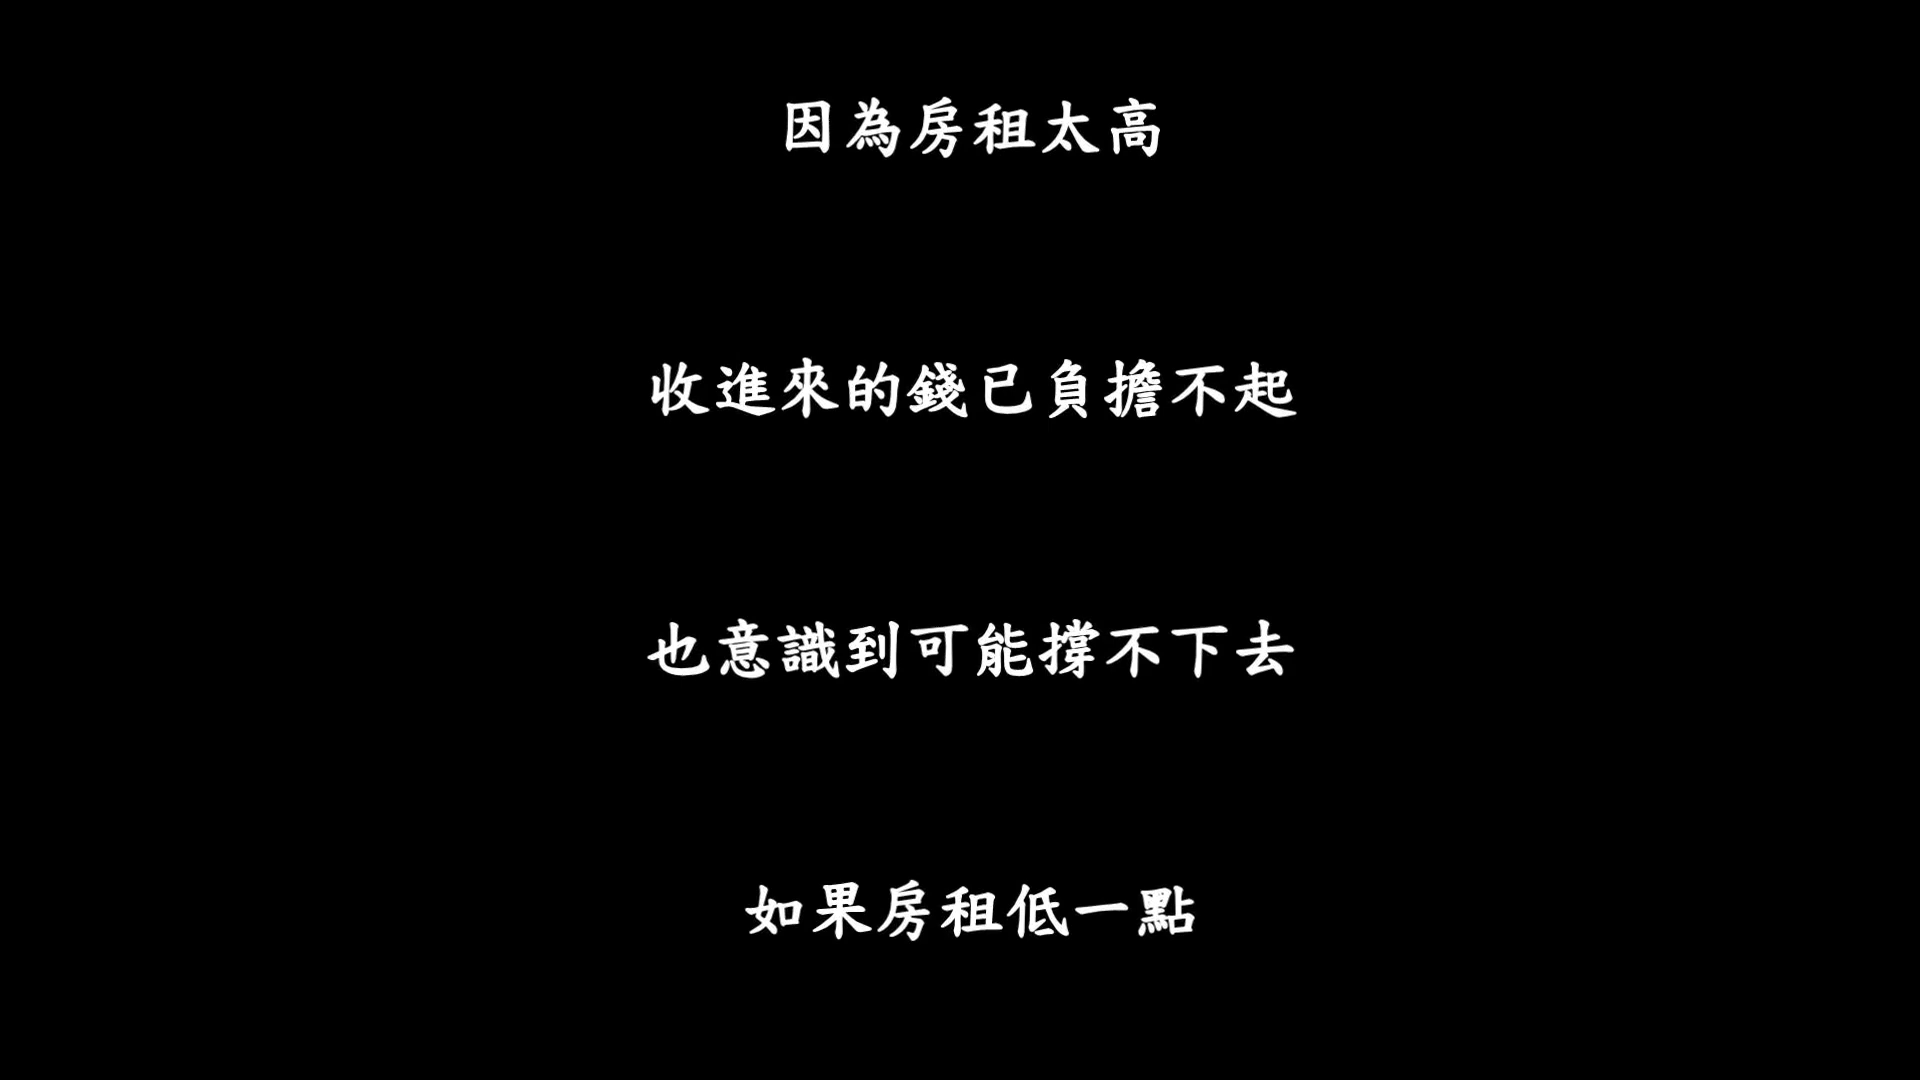 因為房租太高
收進來的錢已負擔不起
也意識到可能撐不下去
如果房租低一點